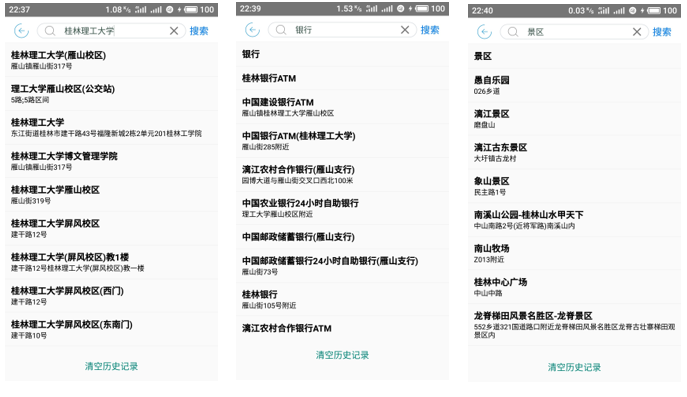 22:37 1.08 K/s 100
桂林理工大学
搜索
桂林理工大学(雁山校区)
雁山镇雁山街317号
理工大学雁山校区(公交站)
5路;5路区间
桂林理工大学
东江街道桂林市建干路43号福隆新城2栋2单元201桂林工学院
桂林理工大学博文管理学院
雁山镇雁山街317号
桂林理工大学雁山校区
雁山街319号
桂林理工大学屏风校区
建干路12号
桂林理工大学(屏风校区)教1楼
建干路12号桂林理工大学(屏风校区)教一楼
桂林理工大学屏风校区(西门)
建干路12号
桂林理工大学屏风校区(东南门)
建干路10号
清空历史记录
22:39 1.53 K/s 100
银行
搜索
银行
桂林银行ATM
中国建设银行ATM
雁山镇桂林理工大学雁山校区
中国银行ATM(桂林理工大学)
雁山街285附近
漓江农村合作银行(雁山支行)
园博大道与雁山街交叉口西北100米
中国农业银行24小时自助银行
理工大学雁山校区附近
中国邮政储蓄银行(雁山支行)
中国邮政储蓄银行24小时自助银行(雁山支行)
雁山街73号
桂林银行
雁山街105号附近
漓江农村合作银行ATM
清空历史记录
22:40 0.03 K/s 100
景区
搜索
景区
愚自乐园
026乡道
漓江景区
磨盘山
漓江古东景区
大圩镇古龙村
象山景区
民主路1号
南溪山公园-桂林山水甲天下
中山南路2号(近将军路)南溪山内
南山牧场
Z013附近
桂林中心广场
中山中路
龙脊梯田风景名胜区-龙脊景区
552乡道321国道路口附近龙脊梯田风景名胜区龙脊古壮寨梯田观
景区内
清空历史记录